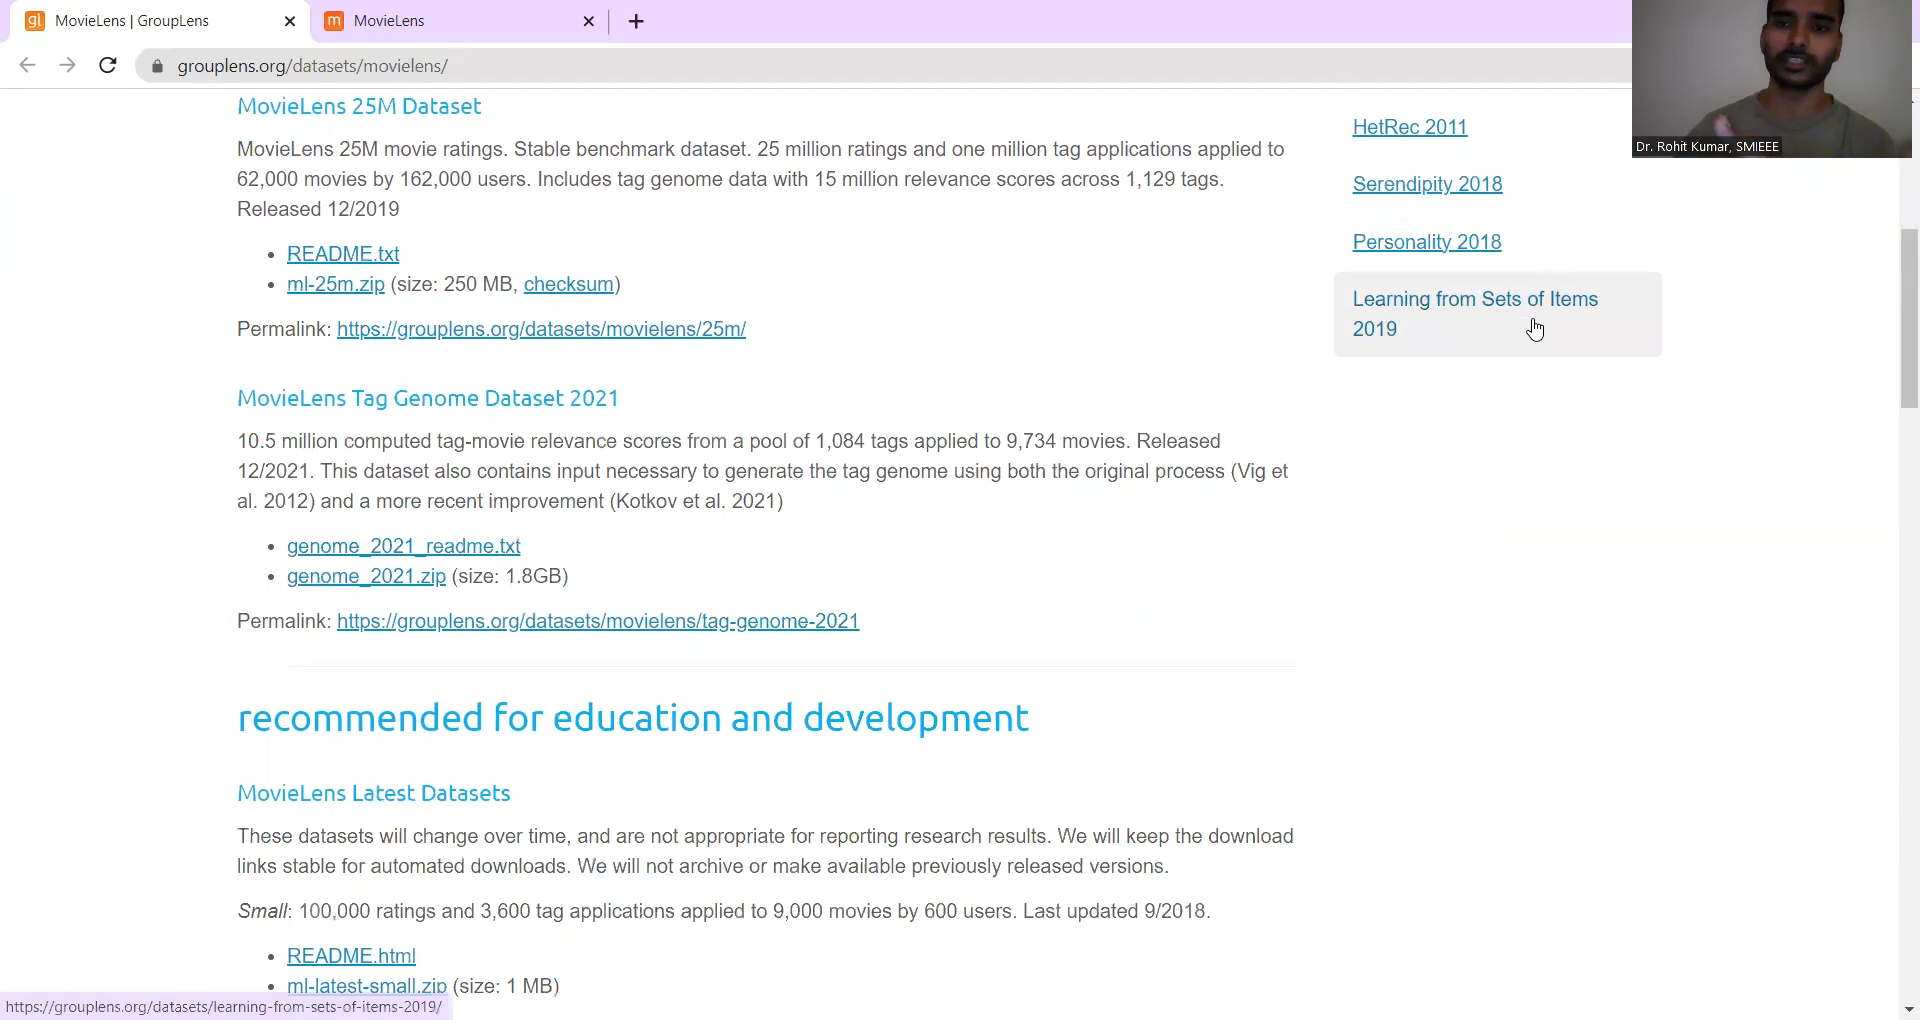 MovieLens | GroupLens
MovieLens
grouplens.org/datasets/movielens/
MovieLens 25M Dataset
MovieLens 25M movie ratings. Stable benchmark dataset. 25 million ratings and one million tag applications applied to
62,000 movies by 162,000 users. Includes tag genome data with 15 million relevance scores across 1,129 tags.
Released 12/2019
README.txt
ml-25m.zip (size: 250 MB, checksum)
Permalink: https://grouplens.org/datasets/movielens/25m/
MovieLens Tag Genome Dataset 2021
10.5 million computed tag-movie relevance scores from a pool of 1,084 tags applied to 9,734 movies. Released
12/2021. This dataset also contains input necessary to generate the tag genome using both the original process (Vig et
al. 2012) and a more recent improvement (Kotkov et al. 2021)
genome_2021_readme.txt
genome_2021.zip (size: 1.8GB)
Permalink: https://grouplens.org/datasets/movielens/tag-genome-2021
recommended for education and development
MovieLens Latest Datasets
These datasets will change over time, and are not appropriate for reporting research results. We will keep the download
links stable for automated downloads. We will not archive or make available previously released versions.
Small: 100,000 ratings and 3,600 tag applications applied to 9,000 movies by 600 users. Last updated 9/2018.
README.html
ml-latest-small.zip (size: 1 MB)
HetRec 2011
Serendipity 2018
Personality 2018
Learning from Sets of Items
2019
Dr. Rohit Kumar, SMIEEE
https://grouplens.org/datasets/learning-from-sets-of-items-2019/
gl
m